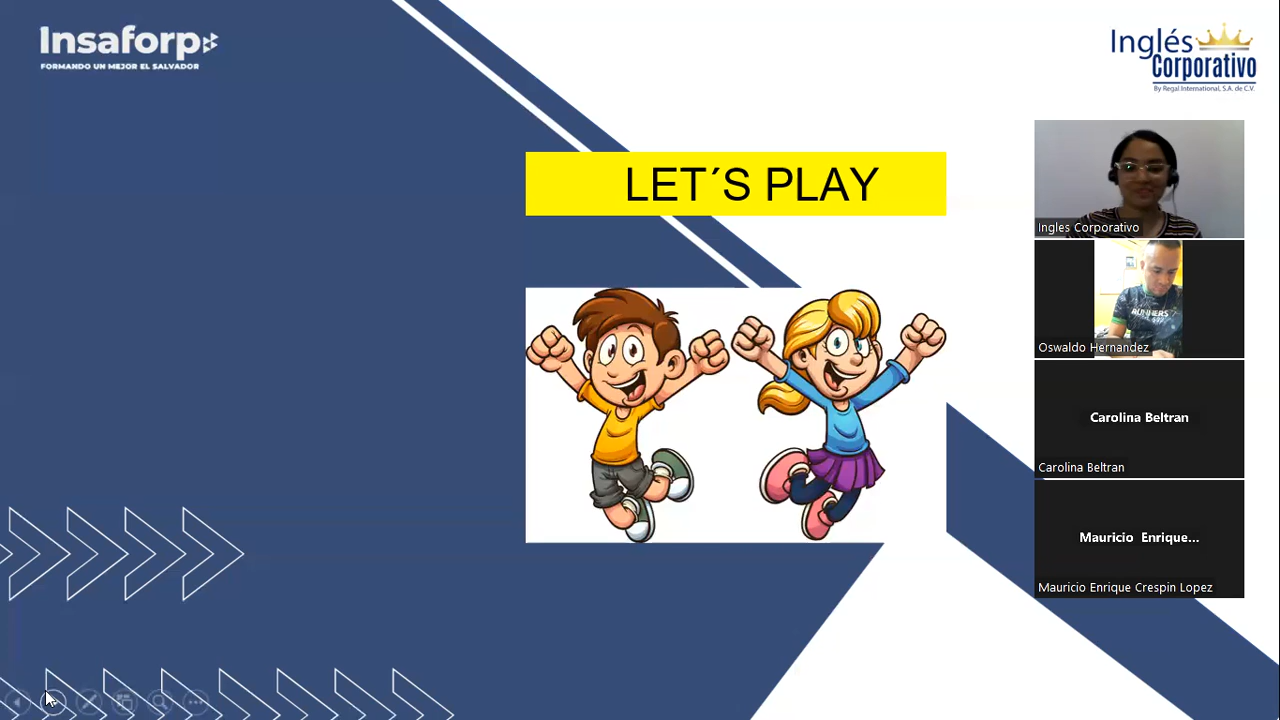 Insaforp
FORMANDO UN MEJOR EL SALVADOR
Inglés
Corporativo
By Regal International, S.A. de C.V.
LET´S PLAY
Ingles Corporativo
RUNNERS
Oswaldo Hernandez
Carolina Beltran
Carolina Beltran
Mauricio Enrique...
Mauricio Enrique Crespin Lopez